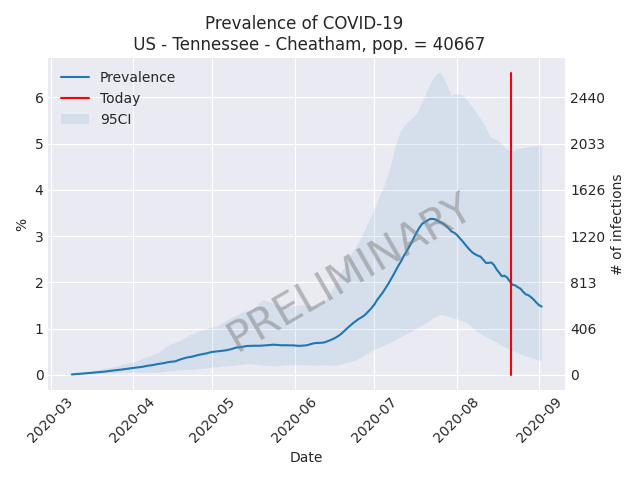 Prevalence of COVID-19
US - Tennessee - Cheatham, pop. = 40667
Prevalence
Today
95CI
%
6
5
4
3
2
1
0
2440
2033
1626
1220
813
406
0
# of infections
PRELIMINARY
2020-03
2020-04
2020-05
2020-06
2020-07
2020-08
2020-09
Date